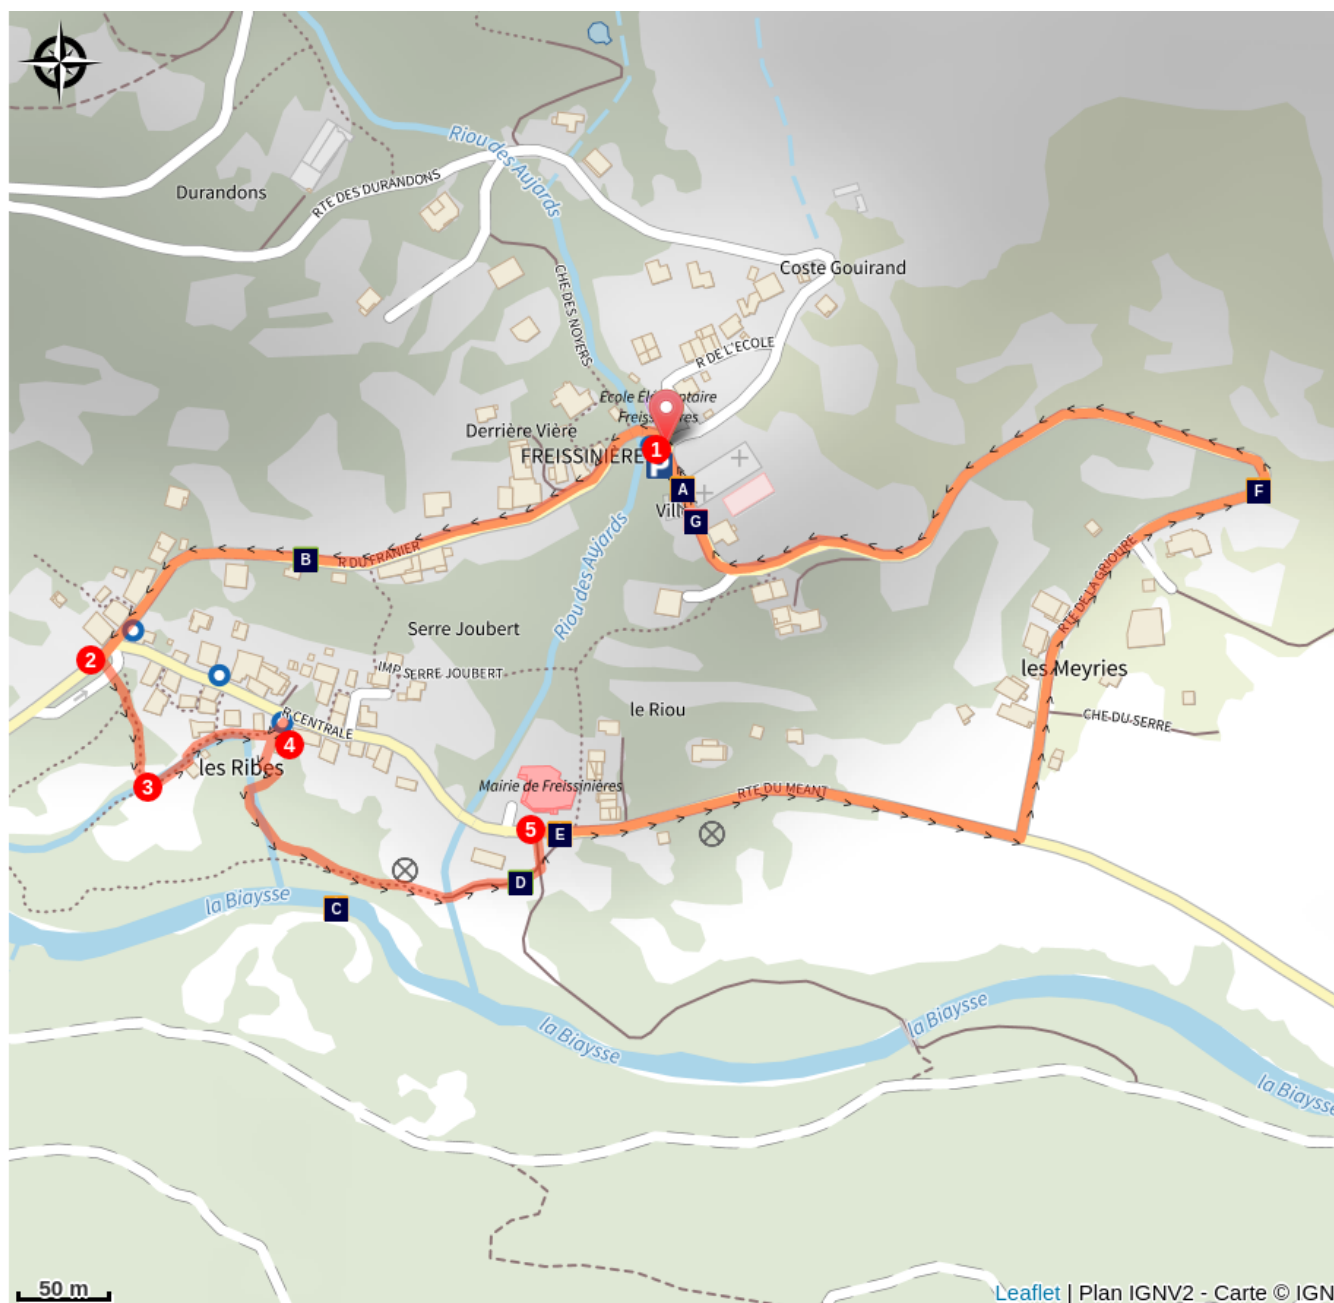 Riou des Aujards
Durandons
RTE DES DURANDONS
Coste Gouirand
CHE DES NOYERS
R DE L'ECOLE
Derrière Vière
FREISSINIÈRE
1
P
A
G
F
B
R DU FRANIER
Riou des Aujards
RTE DE LA GRIOURE
Serre Joubert
2
IMP SERRE JOUBERT
les Meyries
le Riou
CHE DU SERRE
R CENTRALE
4
les Ribes
3
Mairie de Freissinières
RTE DU MEANT
5
E
D
la Biaysse
C
la Biaysse
la Biaysse
la Biaysse
50 m
Leaflet | Plan IGNV2 - Carte © IGN